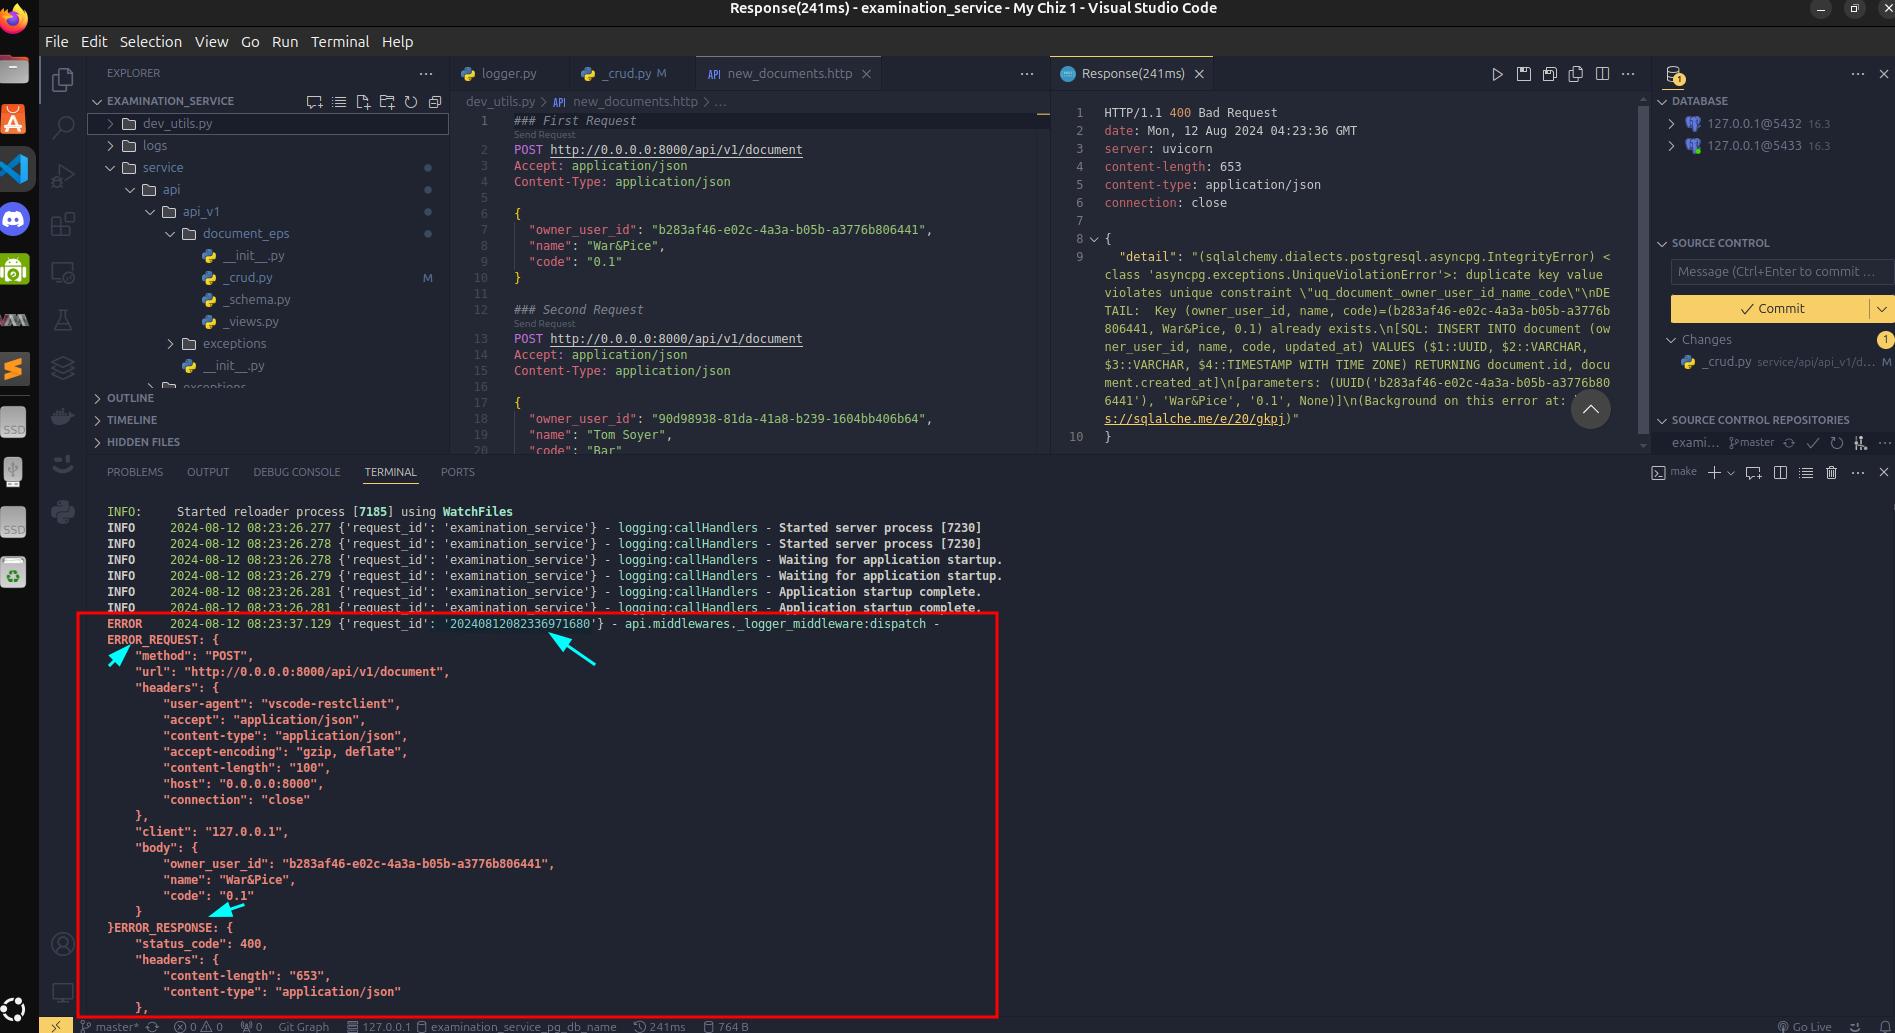 Response(241ms) - examination_service - My Chiz 1 - Visual Studio Code
File Edit Selection View Go Run Terminal Help
EXPLORER
EXAMINATION_SERVICE
dev_utils.py
logs
service
api
api_v1
document_eps
__init__.py
_crud.py M
_schema.py
_views.py
exceptions
__init__.py
exceptions
OUTLINE
TIMELINE
HIDDEN FILES
logger.py
_crud.py M
API new_documents.http
dev_utils.py > API new_documents.http > ...
1 ### First Request
Send Request
2 POST http://0.0.0.0:8000/api/v1/document
3 Accept: application/json
4 Content-Type: application/json
5
6 {
7 "owner_user_id": "b283af46-e02c-4a3a-b05b-a3776b806441",
8 "name": "War&Pice",
9 "code": "0.1"
10 }
11
12 ### Second Request
Send Request
13 POST http://0.0.0.0:8000/api/v1/document
14 Accept: application/json
15 Content-Type: application/json
16
17 {
18 "owner_user_id": "90d98938-81da-41a8-b239-1604bb406b64",
19 "name": "Tom Soyer",
20 "code": "Bar"
Response(241ms)
1 HTTP/1.1 400 Bad Request
2 date: Mon, 12 Aug 2024 04:23:36 GMT
3 server: uvicorn
4 content-length: 653
5 content-type: application/json
6 connection: close
7
8 {
9 "detail": "(sqlalchemy.dialects.postgresql.asyncpg.IntegrityError) <
class 'asyncpg.exceptions.UniqueViolationError'>: duplicate key value
violates unique constraint \"uq_document_owner_user_id_name_code\"\nDE
TAIL:  Key (owner_user_id, name, code)=(b283af46-e02c-4a3a-b05b-a3776b
806441, War&Pice, 0.1) already exists.\n[SQL: INSERT INTO document (ow
ner_user_id, name, code, updated_at) VALUES ($1::UUID, $2::VARCHAR,
$3::VARCHAR, $4::TIMESTAMP WITH TIME ZONE) RETURNING document.id, docu
ment.created_at]\n[parameters: (UUID('b283af46-e02c-4a3a-b05b-a3776b80
6441'), 'War&Pice', '0.1', None)]\n(Background on this error at:
s://sqlalche.me/e/20/gkpj)"
10 }
1
DATABASE
127.0.0.1@5432 16.3
127.0.0.1@5433 16.3
SOURCE CONTROL
Message (Ctrl+Enter to commit ...
Commit
Changes 1
_crud.py service/api/api_v1/d... M
SOURCE CONTROL REPOSITORIES
exami... master
PROBLEMS OUTPUT DEBUG CONSOLE TERMINAL PORTS
make
INFO: Started reloader process [7185] using WatchFiles
INFO 2024-08-12 08:23:26.277 {'request_id': 'examination_service'} - logging:callHandlers - Started server process [7230]
INFO 2024-08-12 08:23:26.278 {'request_id': 'examination_service'} - logging:callHandlers - Started server process [7230]
INFO 2024-08-12 08:23:26.278 {'request_id': 'examination_service'} - logging:callHandlers - Waiting for application startup.
INFO 2024-08-12 08:23:26.279 {'request_id': 'examination_service'} - logging:callHandlers - Waiting for application startup.
INFO 2024-08-12 08:23:26.281 {'request_id': 'examination_service'} - logging:callHandlers - Application startup complete.
INFO 2024-08-12 08:23:26.281 {'request_id': 'examination_service'} - logging:callHandlers - Application startup complete.
ERROR 2024-08-12 08:23:37.129 {'request_id': '20240812082336971680'} - api.middlewares._logger_middleware:dispatch -
ERROR_REQUEST: {
"method": "POST",
"url": "http://0.0.0.0:8000/api/v1/document",
"headers": {
"user-agent": "vscode-restclient",
"accept": "application/json",
"content-type": "application/json",
"accept-encoding": "gzip, deflate",
"content-length": "100",
"host": "0.0.0.0:8000",
"connection": "close"
},
"client": "127.0.0.1",
"body": {
"owner_user_id": "b283af46-e02c-4a3a-b05b-a3776b806441",
"name": "War&Pice",
"code": "0.1"
}
}ERROR_RESPONSE: {
"status_code": 400,
"headers": {
"content-length": "653",
"content-type": "application/json"
},
SSD
SSD
master* 0 0 0 Git Graph 127.0.0.1 examination_service_pg_db_name 241ms 764 B Go Live